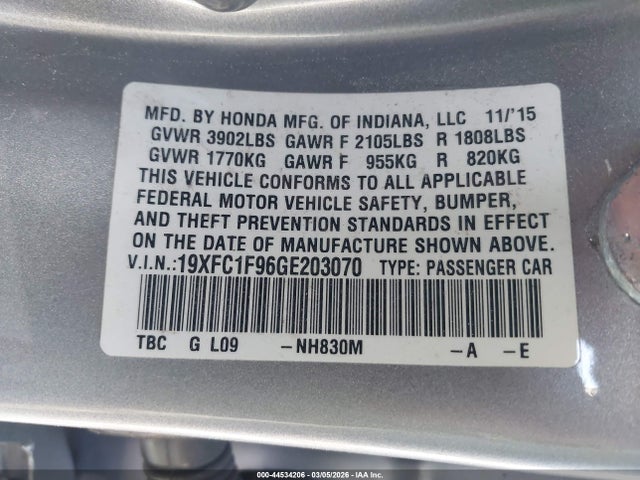 MFD. BY HONDA MFG. OF INDIANA, LLC 11/'15
GVWR 3902LBS GAWR F 2105LBS R 1808LBS
GVWR 1770KG GAWR F 955KG R 820KG
THIS VEHICLE CONFORMS TO ALL APPLICABLE
FEDERAL MOTOR VEHICLE SAFETY, BUMPER,
AND THEFT PREVENTION STANDARDS IN EFFECT
ON THE DATE OF MANUFACTURE SHOWN ABOVE.
V.I.N.:19XFC1F96GE203070 TYPE: PASSENGER CAR
TBC G L09 -NH830M -A -E
000-44534206 - 03/05/2026 - IAA Inc.